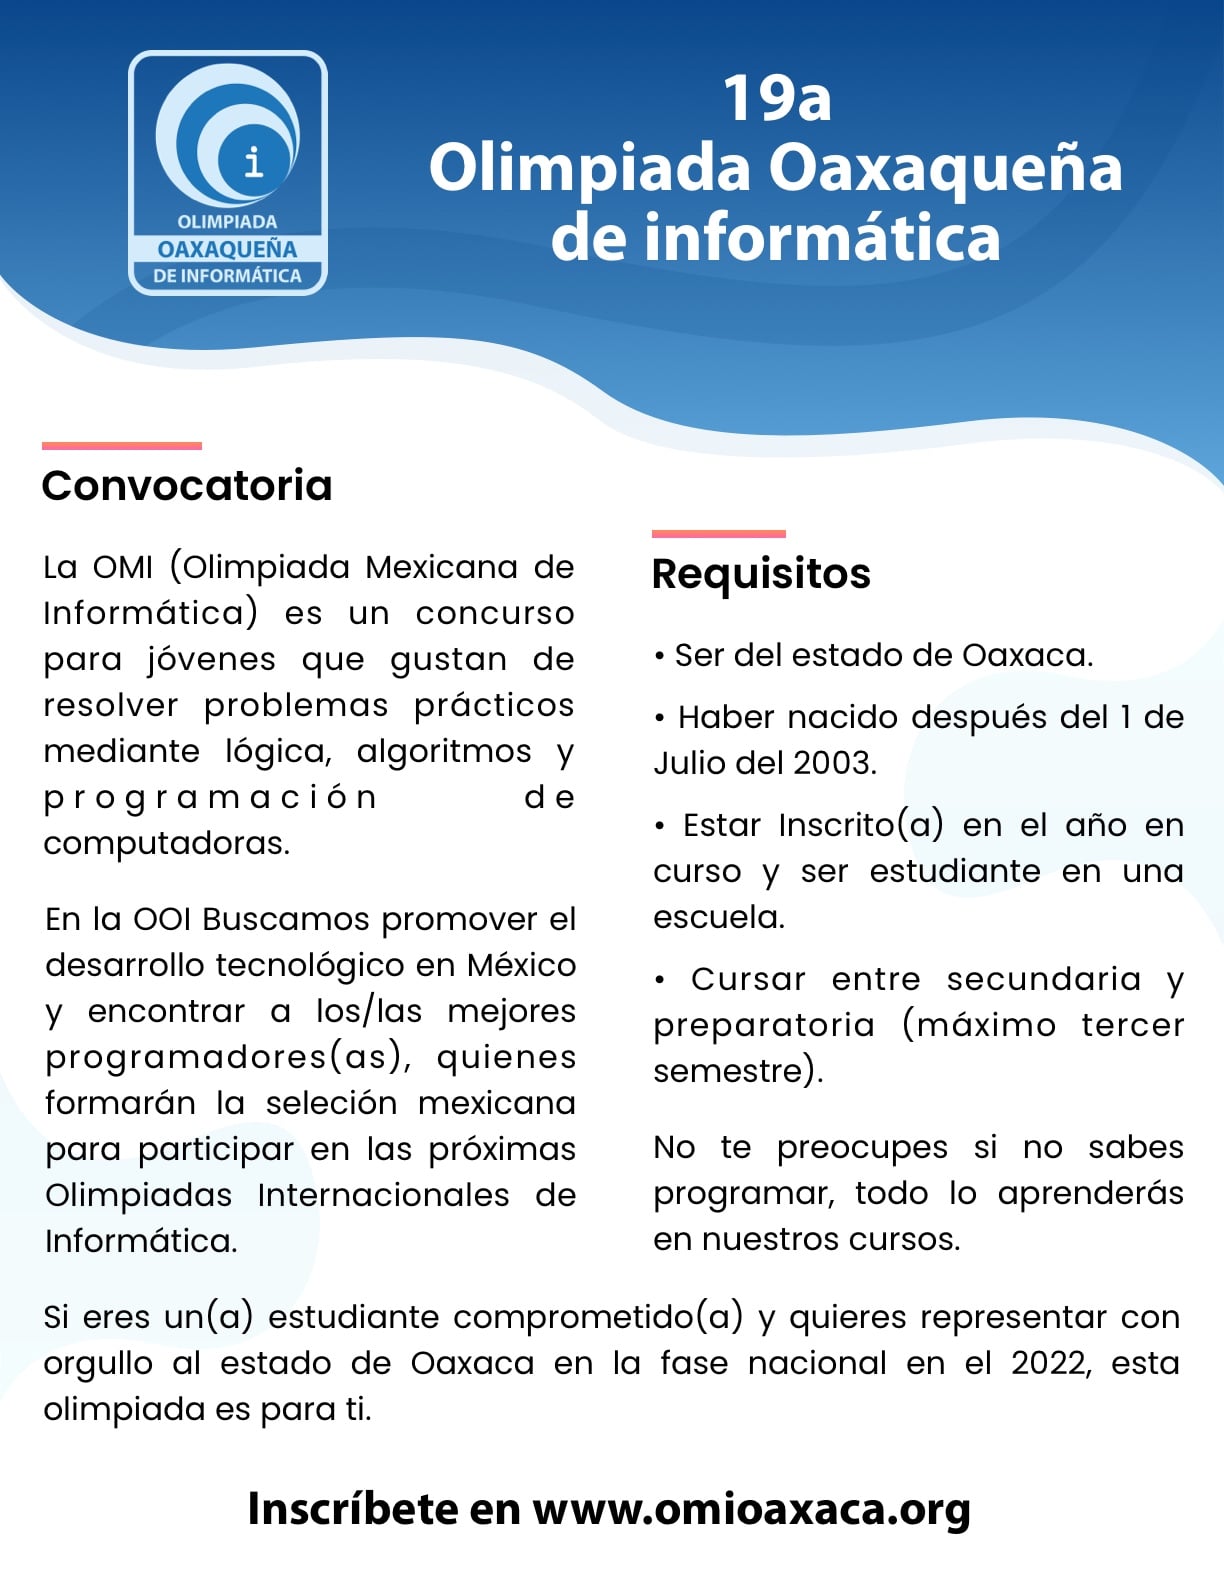 OLIMPIADA
OAXAQUEÑA
DE INFORMÁTICA
i
19a
Olimpiada Oaxaqueña
de informática
Convocatoria
La OMI (Olimpiada Mexicana de
Informática) es un concurso
para jóvenes que gustan de
resolver problemas prácticos
mediante lógica, algoritmos y
programación de
computadoras.
En la OOI Buscamos promover el
desarrollo tecnológico en México
y encontrar a los/las mejores
programadores(as), quienes
formarán la seleción mexicana
para participar en las próximas
Olimpiadas Internacionales de
Informática.
Requisitos
• Ser del estado de Oaxaca.
• Haber nacido después del 1 de
Julio del 2003.
• Estar Inscrito(a) en el año en
curso y ser estudiante en una
escuela.
• Cursar entre secundaria y
preparatoria (máximo tercer
semestre).
No te preocupes si no sabes
programar, todo lo aprenderás
en nuestros cursos.
Si eres un(a) estudiante comprometido(a) y quieres representar con
orgullo al estado de Oaxaca en la fase nacional en el 2022, esta
olimpiada es para ti.
Inscríbete en www.omioaxaca.org